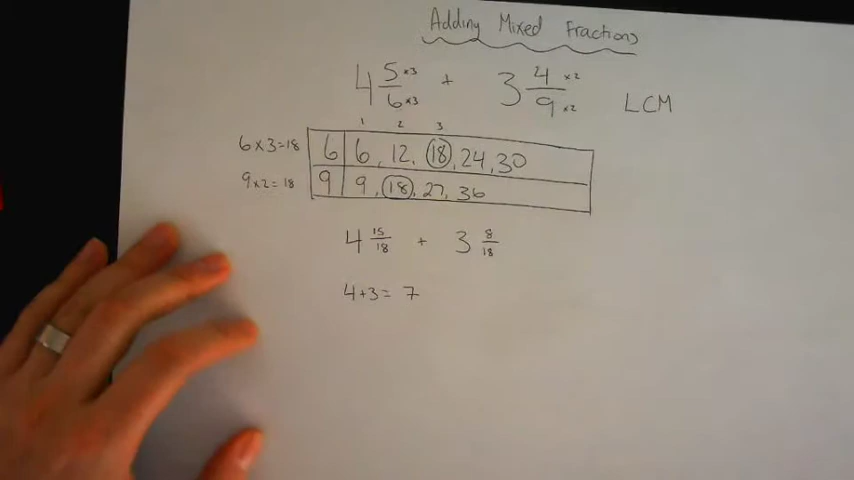 Adding Mixed Fractions
4 5/6 ×3 ×3 + 3 4/9 ×2 ×2 LCM
1 2 3
6×3=18 6 6, 12, 18, 24, 30
9×2=18 9 9, 18, 27, 36
4 15/18 + 3 8/18
4+3= 7